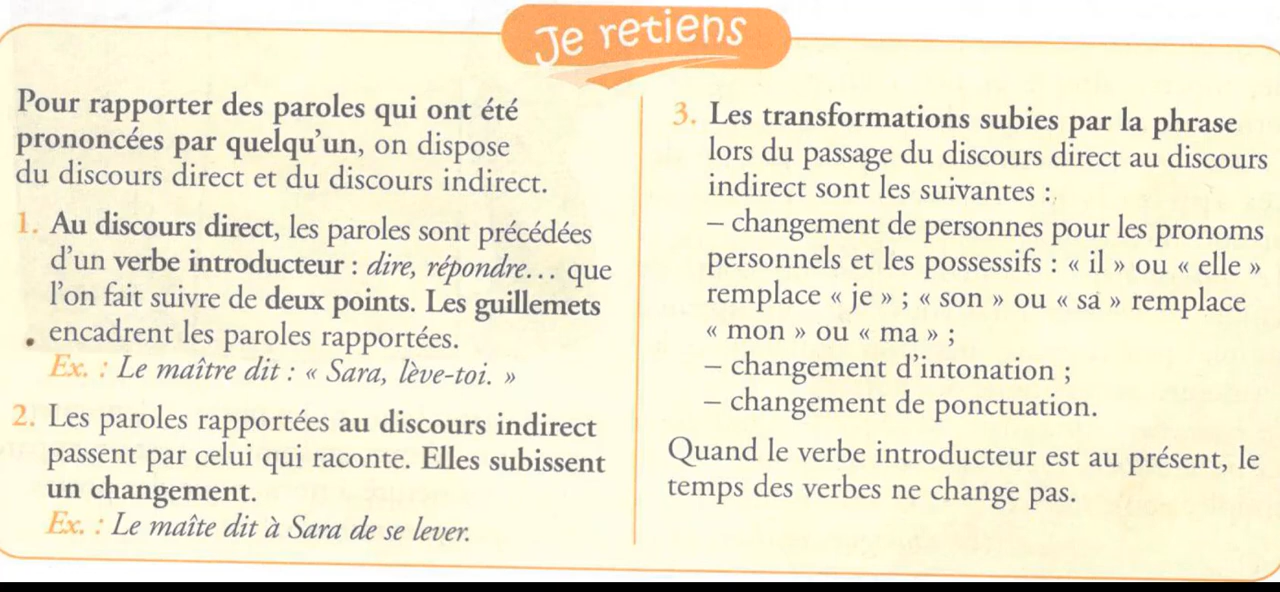 Je retiens
Pour rapporter des paroles qui ont été
prononcées par quelqu'un, on dispose
du discours direct et du discours indirect.
1. Au discours direct, les paroles sont précédées
d'un verbe introducteur : dire, répondre... que
l'on fait suivre de deux points. Les guillemets
encadrent les paroles rapportées.
Ex. : Le maître dit : « Sara, lève-toi. »
2. Les paroles rapportées au discours indirect
passent par celui qui raconte. Elles subissent
un changement.
Ex. : Le maîte dit à Sara de se lever.
3. Les transformations subies par la phrase
lors du passage du discours direct au discours
indirect sont les suivantes :
– changement de personnes pour les pronoms
personnels et les possessifs : « il » ou « elle »
remplace « je » ; « son » ou « sa » remplace
« mon » ou « ma » ;
– changement d'intonation ;
– changement de ponctuation.
Quand le verbe introducteur est au présent, le
temps des verbes ne change pas.